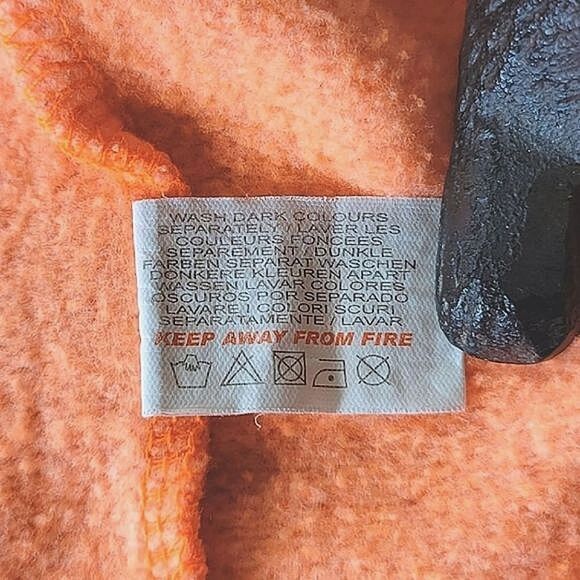 WASH DARK COLOURS
SEPARATELY / LAVER LES
COULEURS FONCEES
SEPAREMENT / DUNKLE
FARBEN SEPARAT WASCHEN
DONKERE KLEUREN APART
WASSEN LAVAR COLORES
OSCUROS POR SEPARADO
LAVARE I COLORI SCURI
SEPARATAMENTE / LAVAR
KEEP AWAY FROM FIRE